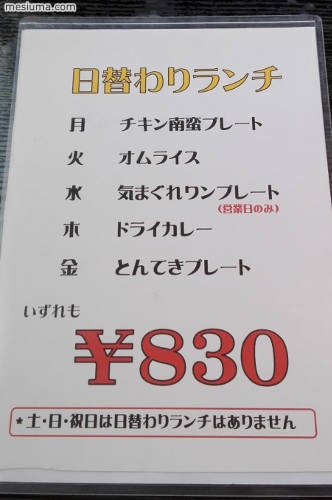 mesiuma.com
日替わりランチ
月 チキン南蛮プレート
火 オムライス
水 気まぐれワンプレート
(営業日のみ)
木 ドライカレー
金 とんてきプレート
いずれも
¥830
*土・日・祝日は日替わりランチはありません